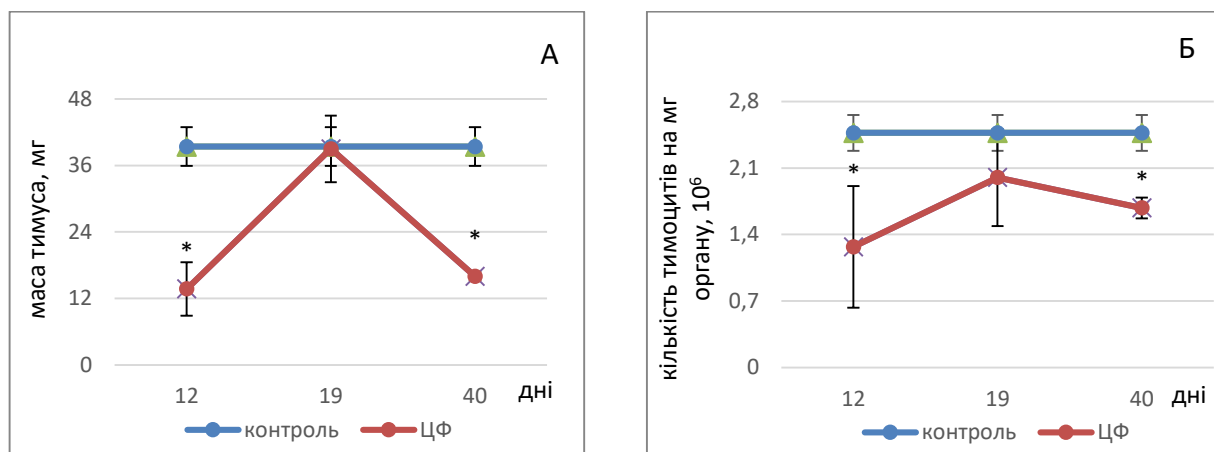 А
маса тимуса, мг
48
36
24
12
0
*
*
12
19
40
дні
контроль
ЦФ
Б
кількість тимоцитів на мг
органу, 10⁶
2,8
2,1
1,4
0,7
0
*
*
12
19
40
дні
контроль
ЦФ